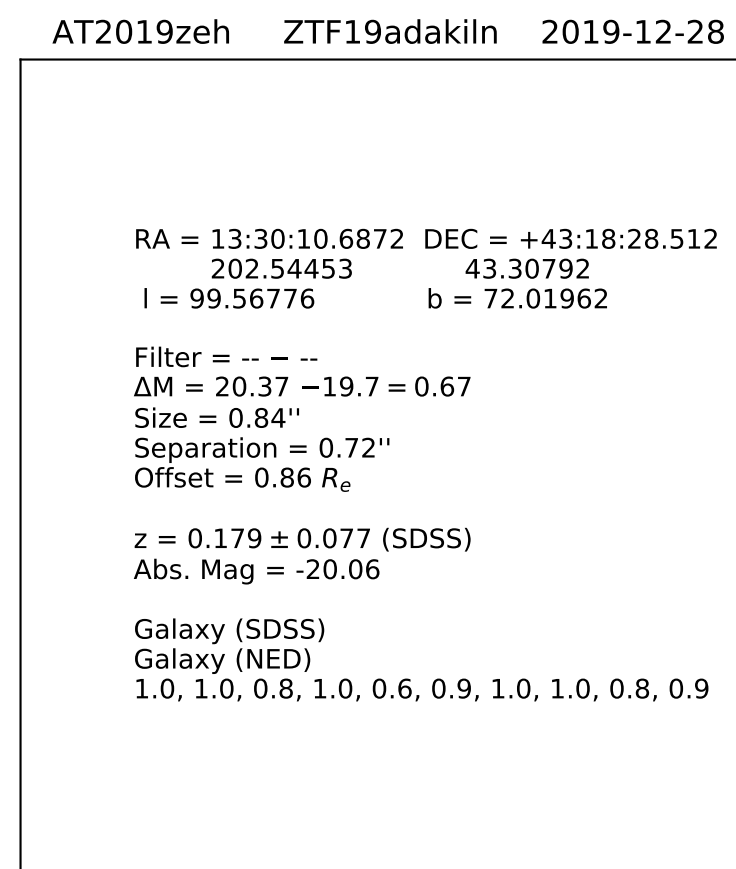 AT2019zeh ZTF19adakiln 2019-12-28
RA = 13:30:10.6872 DEC = +43:18:28.512
202.54453 43.30792
l = 99.56776 b = 72.01962
Filter = -- − --
ΔM = 20.37 −19.7 = 0.67
Size = 0.84''
Separation = 0.72''
Offset = 0.86 Re
z = 0.179 ± 0.077 (SDSS)
Abs. Mag = -20.06
Galaxy (SDSS)
Galaxy (NED)
1.0, 1.0, 0.8, 1.0, 0.6, 0.9, 1.0, 1.0, 0.8, 0.9